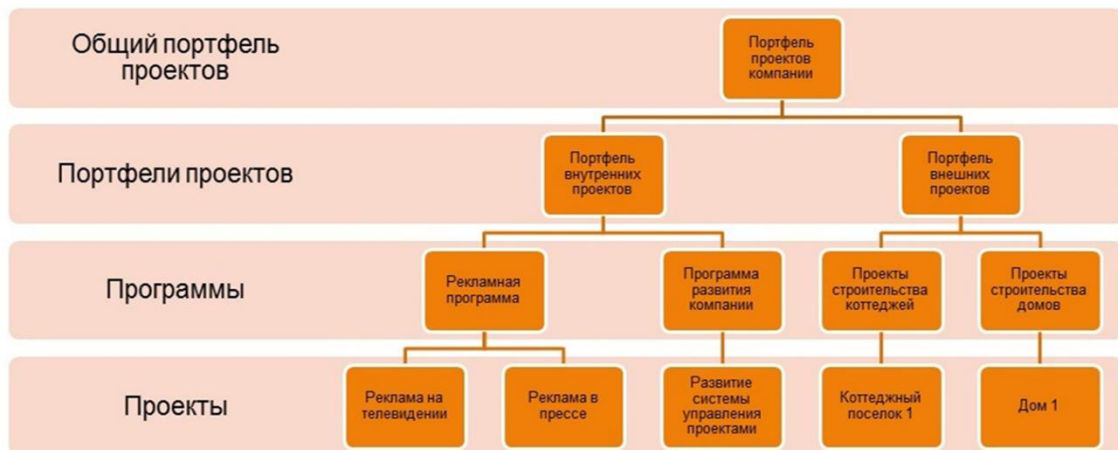 Общий портфель
проектов
Портфель
проектов
компании
Портфели проектов
Портфель
внутренних
проектов
Портфель
внешних
проектов
Программы
Рекламная
программа
Программа
развития
компании
Проекты
строительства
коттеджей
Проекты
строительства
домов
Проекты
Реклама на
телевидении
Реклама в
прессе
Развитие
системы
управления
проектами
Коттеджный
поселок 1
Дом 1